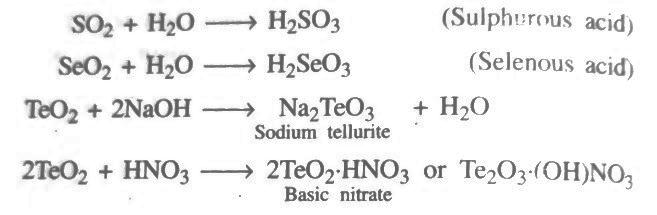 SO₂ + H₂O ⟶ H₂SO₃ (Sulphurous acid)
SeO₂ + H₂O ⟶ H₂SeO₃ (Selenous acid)
TeO₂ + 2NaOH ⟶ Na₂TeO₃ + H₂O
Sodium tellurite
2TeO₂ + HNO₃ ⟶ 2TeO₂·HNO₃ or Te₂O₃·(OH)NO₃
Basic nitrate